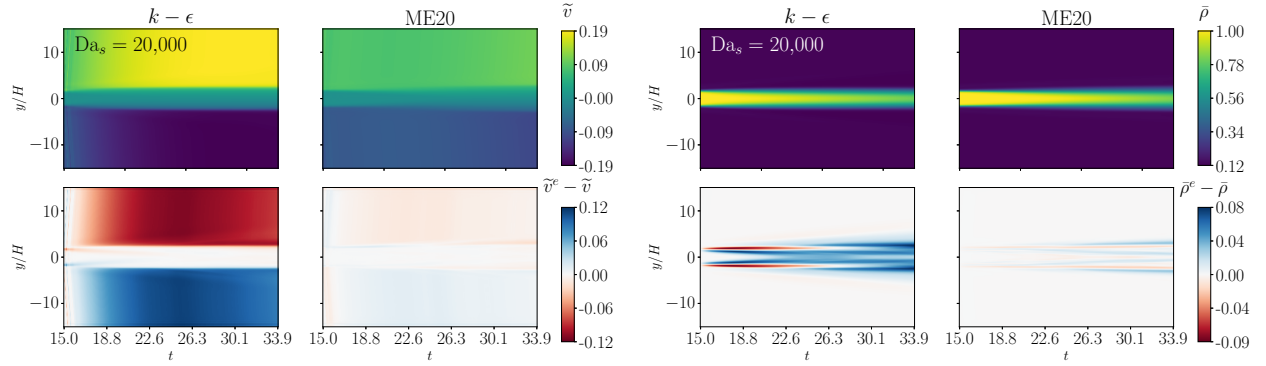 k − ϵ
ME20
ṽ
Da_s = 20,000
y/H
10
0
−10
0.19
0.09
-0.00
-0.09
-0.19
ṽ^e − ṽ
y/H
10
0
−10
0.12
0.06
0.00
-0.06
-0.12
15.0 18.8 22.6 26.3 30.1 33.9
t
15.0 18.8 22.6 26.3 30.1 33.9
t
k − ϵ
ME20
ρ̄
Da_s = 20,000
y/H
10
0
−10
1.00
0.78
0.56
0.34
0.12
ρ̄^e − ρ̄
y/H
10
0
−10
0.08
0.04
0.00
-0.04
-0.09
15.0 18.8 22.6 26.3 30.1 33.9
t
15.0 18.8 22.6 26.3 30.1 33.9
t